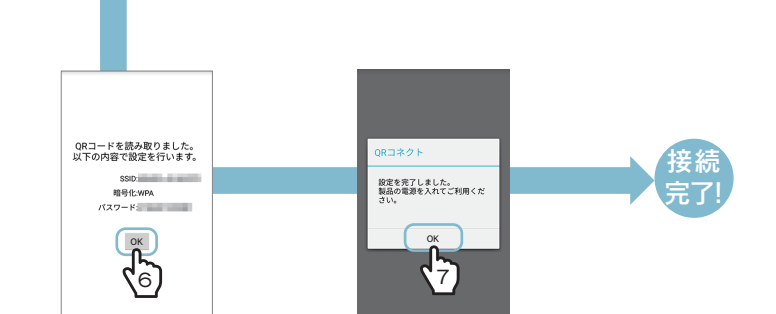 QRコードを読み取りました。
以下の内容で設定を行います。
SSID:
暗号化:WPA
パスワード:
OK
6
QRコネクト
設定を完了しました。
製品の電源を入れてご利用くだ
さい。
OK
7
接続
完了!